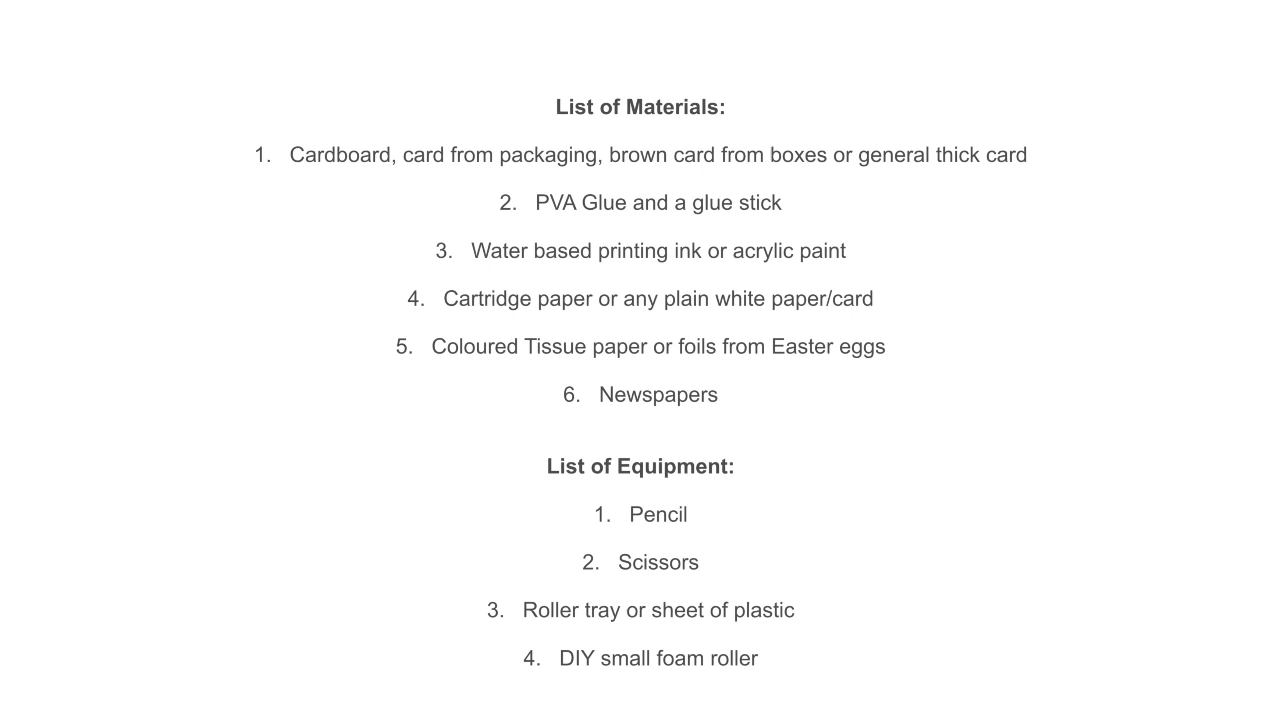 List of Materials:
1. Cardboard, card from packaging, brown card from boxes or general thick card
2. PVA Glue and a glue stick
3. Water based printing ink or acrylic paint
4. Cartridge paper or any plain white paper/card
5. Coloured Tissue paper or foils from Easter eggs
6. Newspapers
List of Equipment:
1. Pencil
2. Scissors
3. Roller tray or sheet of plastic
4. DIY small foam roller